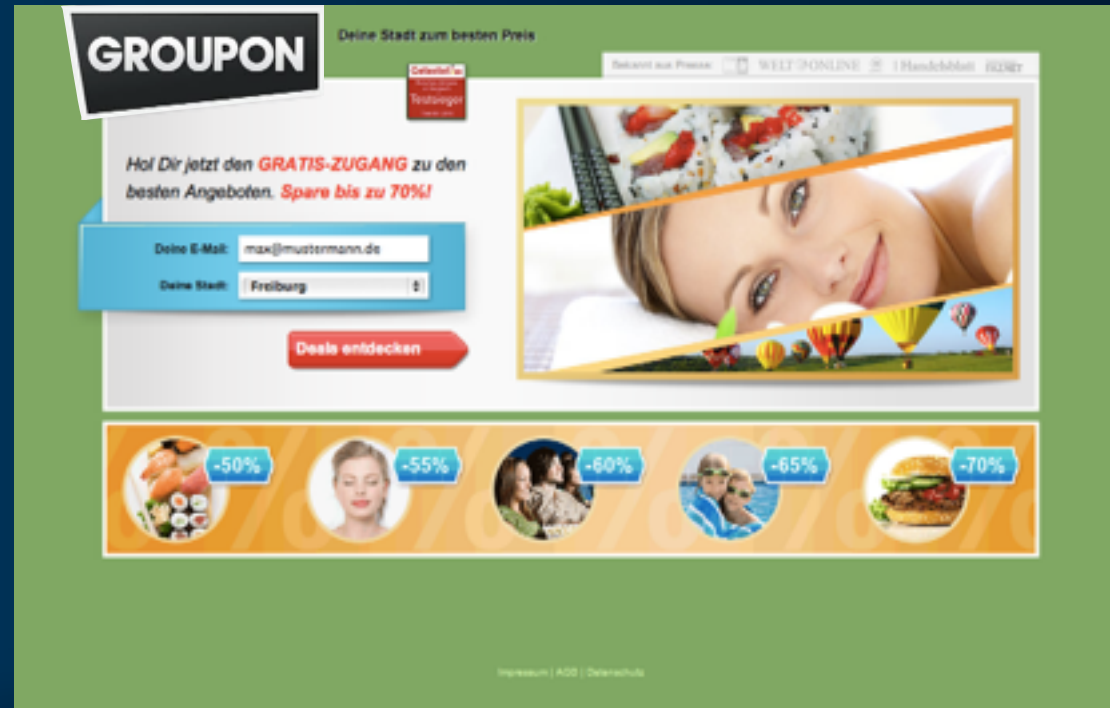 GROUPON
Deine Stadt zum besten Preis
Bekannt aus Presse: WELT ONLINE Handelsblatt
Testsieger
Hol Dir jetzt den GRATIS-ZUGANG zu den
besten Angeboten. Spare bis zu 70%!
Deine E-Mail: max@mustermann.de
Deine Stadt: Freiburg
Deals entdecken
-50% -55% -60% -65% -70%
Impressum | AGB | Datenschutz